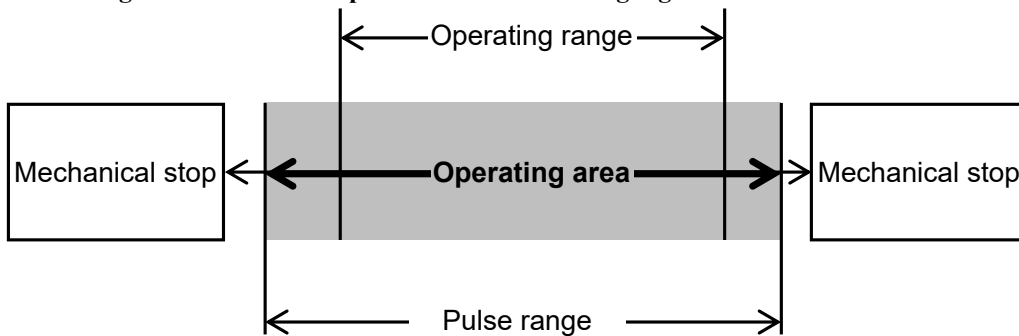 Operating range
Mechanical stop
Operating area
Mechanical stop
Pulse range